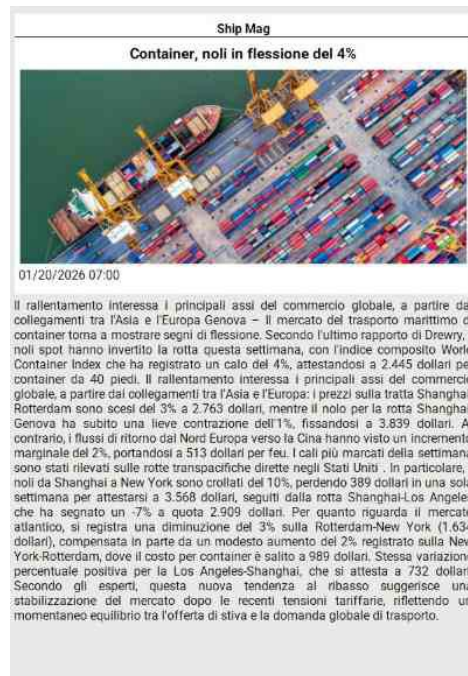 Ship Mag
Container, noli in flessione del 4%
01/20/2026 07:00
Il rallentamento interessa i principali assi del commercio globale, a partire dai
collegamenti tra l'Asia e l'Europa Genova – Il mercato del trasporto marittimo di
container torna a mostrare segni di flessione. Secondo l'ultimo rapporto di Drewry, i
noli spot hanno invertito la rotta questa settimana, con l'indice composito World
Container Index che ha registrato un calo del 4%, attestandosi a 2.445 dollari per
container da 40 piedi. Il rallentamento interessa i principali assi del commercio
globale, a partire dai collegamenti tra l'Asia e l'Europa: i prezzi sulla tratta Shanghai-
Rotterdam sono scesi del 3% a 2.763 dollari, mentre il nolo per la rotta Shanghai-
Genova ha subito una lieve contrazione dell'1%, fissandosi a 3.839 dollari. Al
contrario, i flussi di ritorno dal Nord Europa verso la Cina hanno visto un incremento
marginale del 2%, portandosi a 513 dollari per feu. I cali più marcati della settimana
sono stati rilevati sulle rotte transpacifiche dirette negli Stati Uniti . In particolare, i
noli da Shanghai a New York sono crollati del 10%, perdendo 389 dollari in una sola
settimana per attestarsi a 3.568 dollari, seguiti dalla rotta Shanghai-Los Angeles
che ha segnato un -7% a quota 2.909 dollari. Per quanto riguarda il mercato
atlantico, si registra una diminuzione del 3% sulla Rotterdam-New York (1.634
dollari), compensata in parte da un modesto aumento del 2% registrato sulla New
York-Rotterdam, dove il costo per container è salito a 989 dollari. Stessa variazione
percentuale positiva per la Los Angeles-Shanghai, che si attesta a 732 dollari.
Secondo gli esperti, questa nuova tendenza al ribasso suggerisce una
stabilizzazione del mercato dopo le recenti tensioni tariffarie, riflettendo un
momentaneo equilibrio tra l'offerta di stiva e la domanda globale di trasporto.